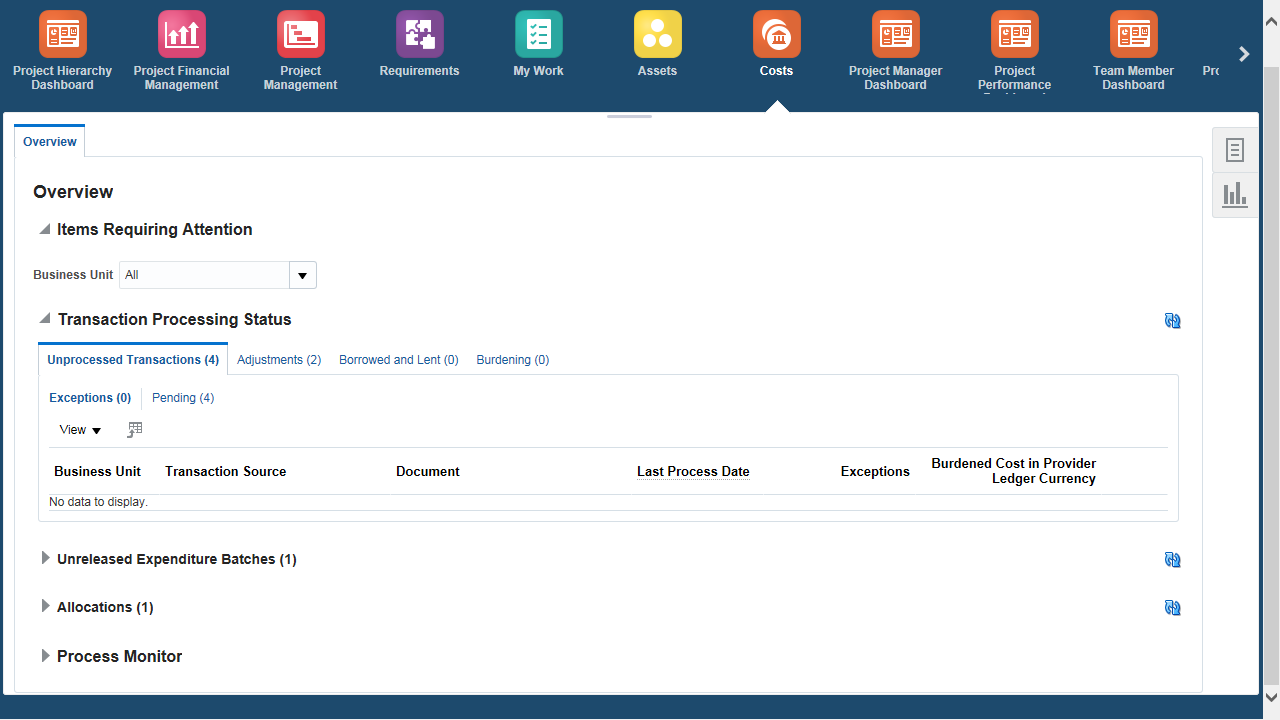 Project Hierarchy
Dashboard
Project Financial
Management
Project
Management
Requirements
My Work
Assets
Costs
Project Manager
Dashboard
Project
Performance
Team Member
Dashboard
Overview
Overview
Items Requiring Attention
Business Unit All
Transaction Processing Status
Unprocessed Transactions (4) Adjustments (2) Borrowed and Lent (0) Burdening (0)
Exceptions (0) Pending (4)
View
Business Unit Transaction Source Document Last Process Date Exceptions Burdened Cost in Provider
Ledger Currency
No data to display.
Unreleased Expenditure Batches (1)
Allocations (1)
Process Monitor